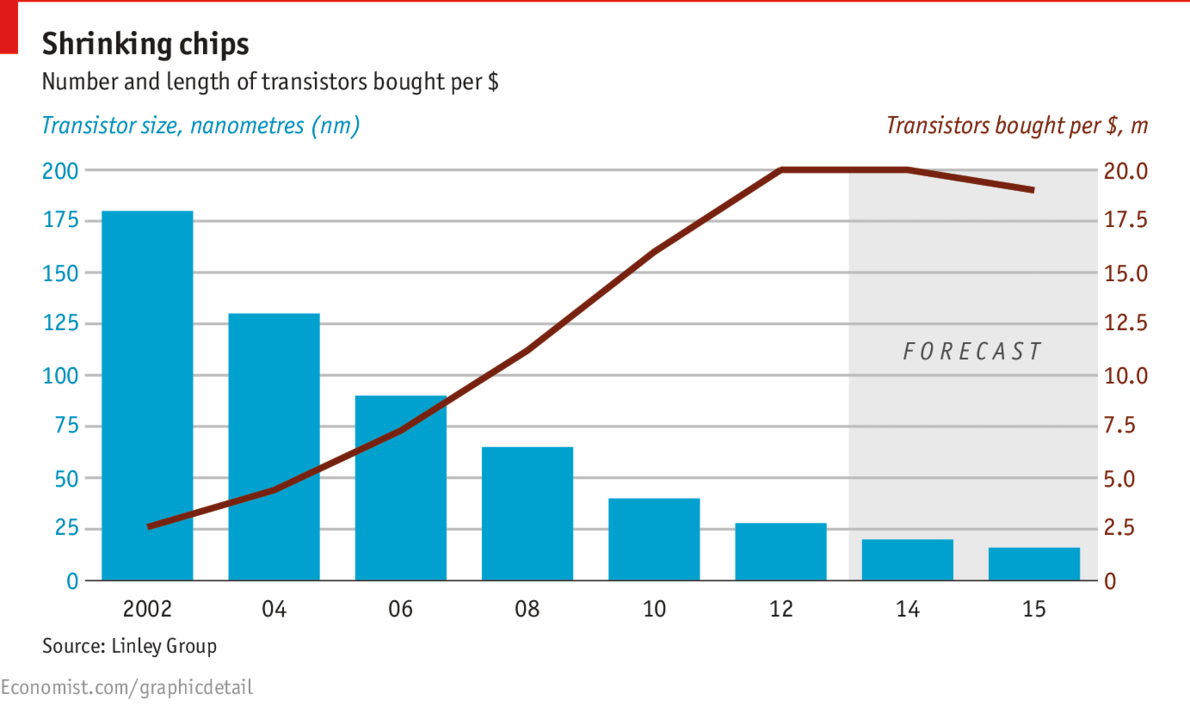 Shrinking chips
Number and length of transistors bought per $
Transistor size, nanometres (nm)
Transistors bought per $, m
200
175
150
125
100
75
50
25
0
20.0
17.5
15.0
12.5
10.0
7.5
5.0
2.5
0
FORECAST
2002 04 06 08 10 12 14 15
Source: Linley Group
Economist.com/graphicdetail